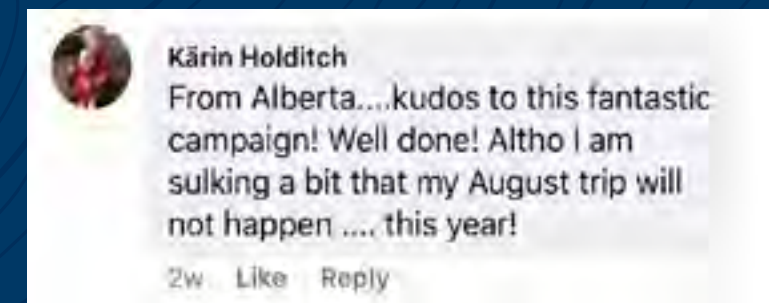 Kärin Holditch
From Alberta....kudos to this fantastic
campaign! Well done! Altho I am
sulking a bit that my August trip will
not happen .... this year!
2w Like Reply